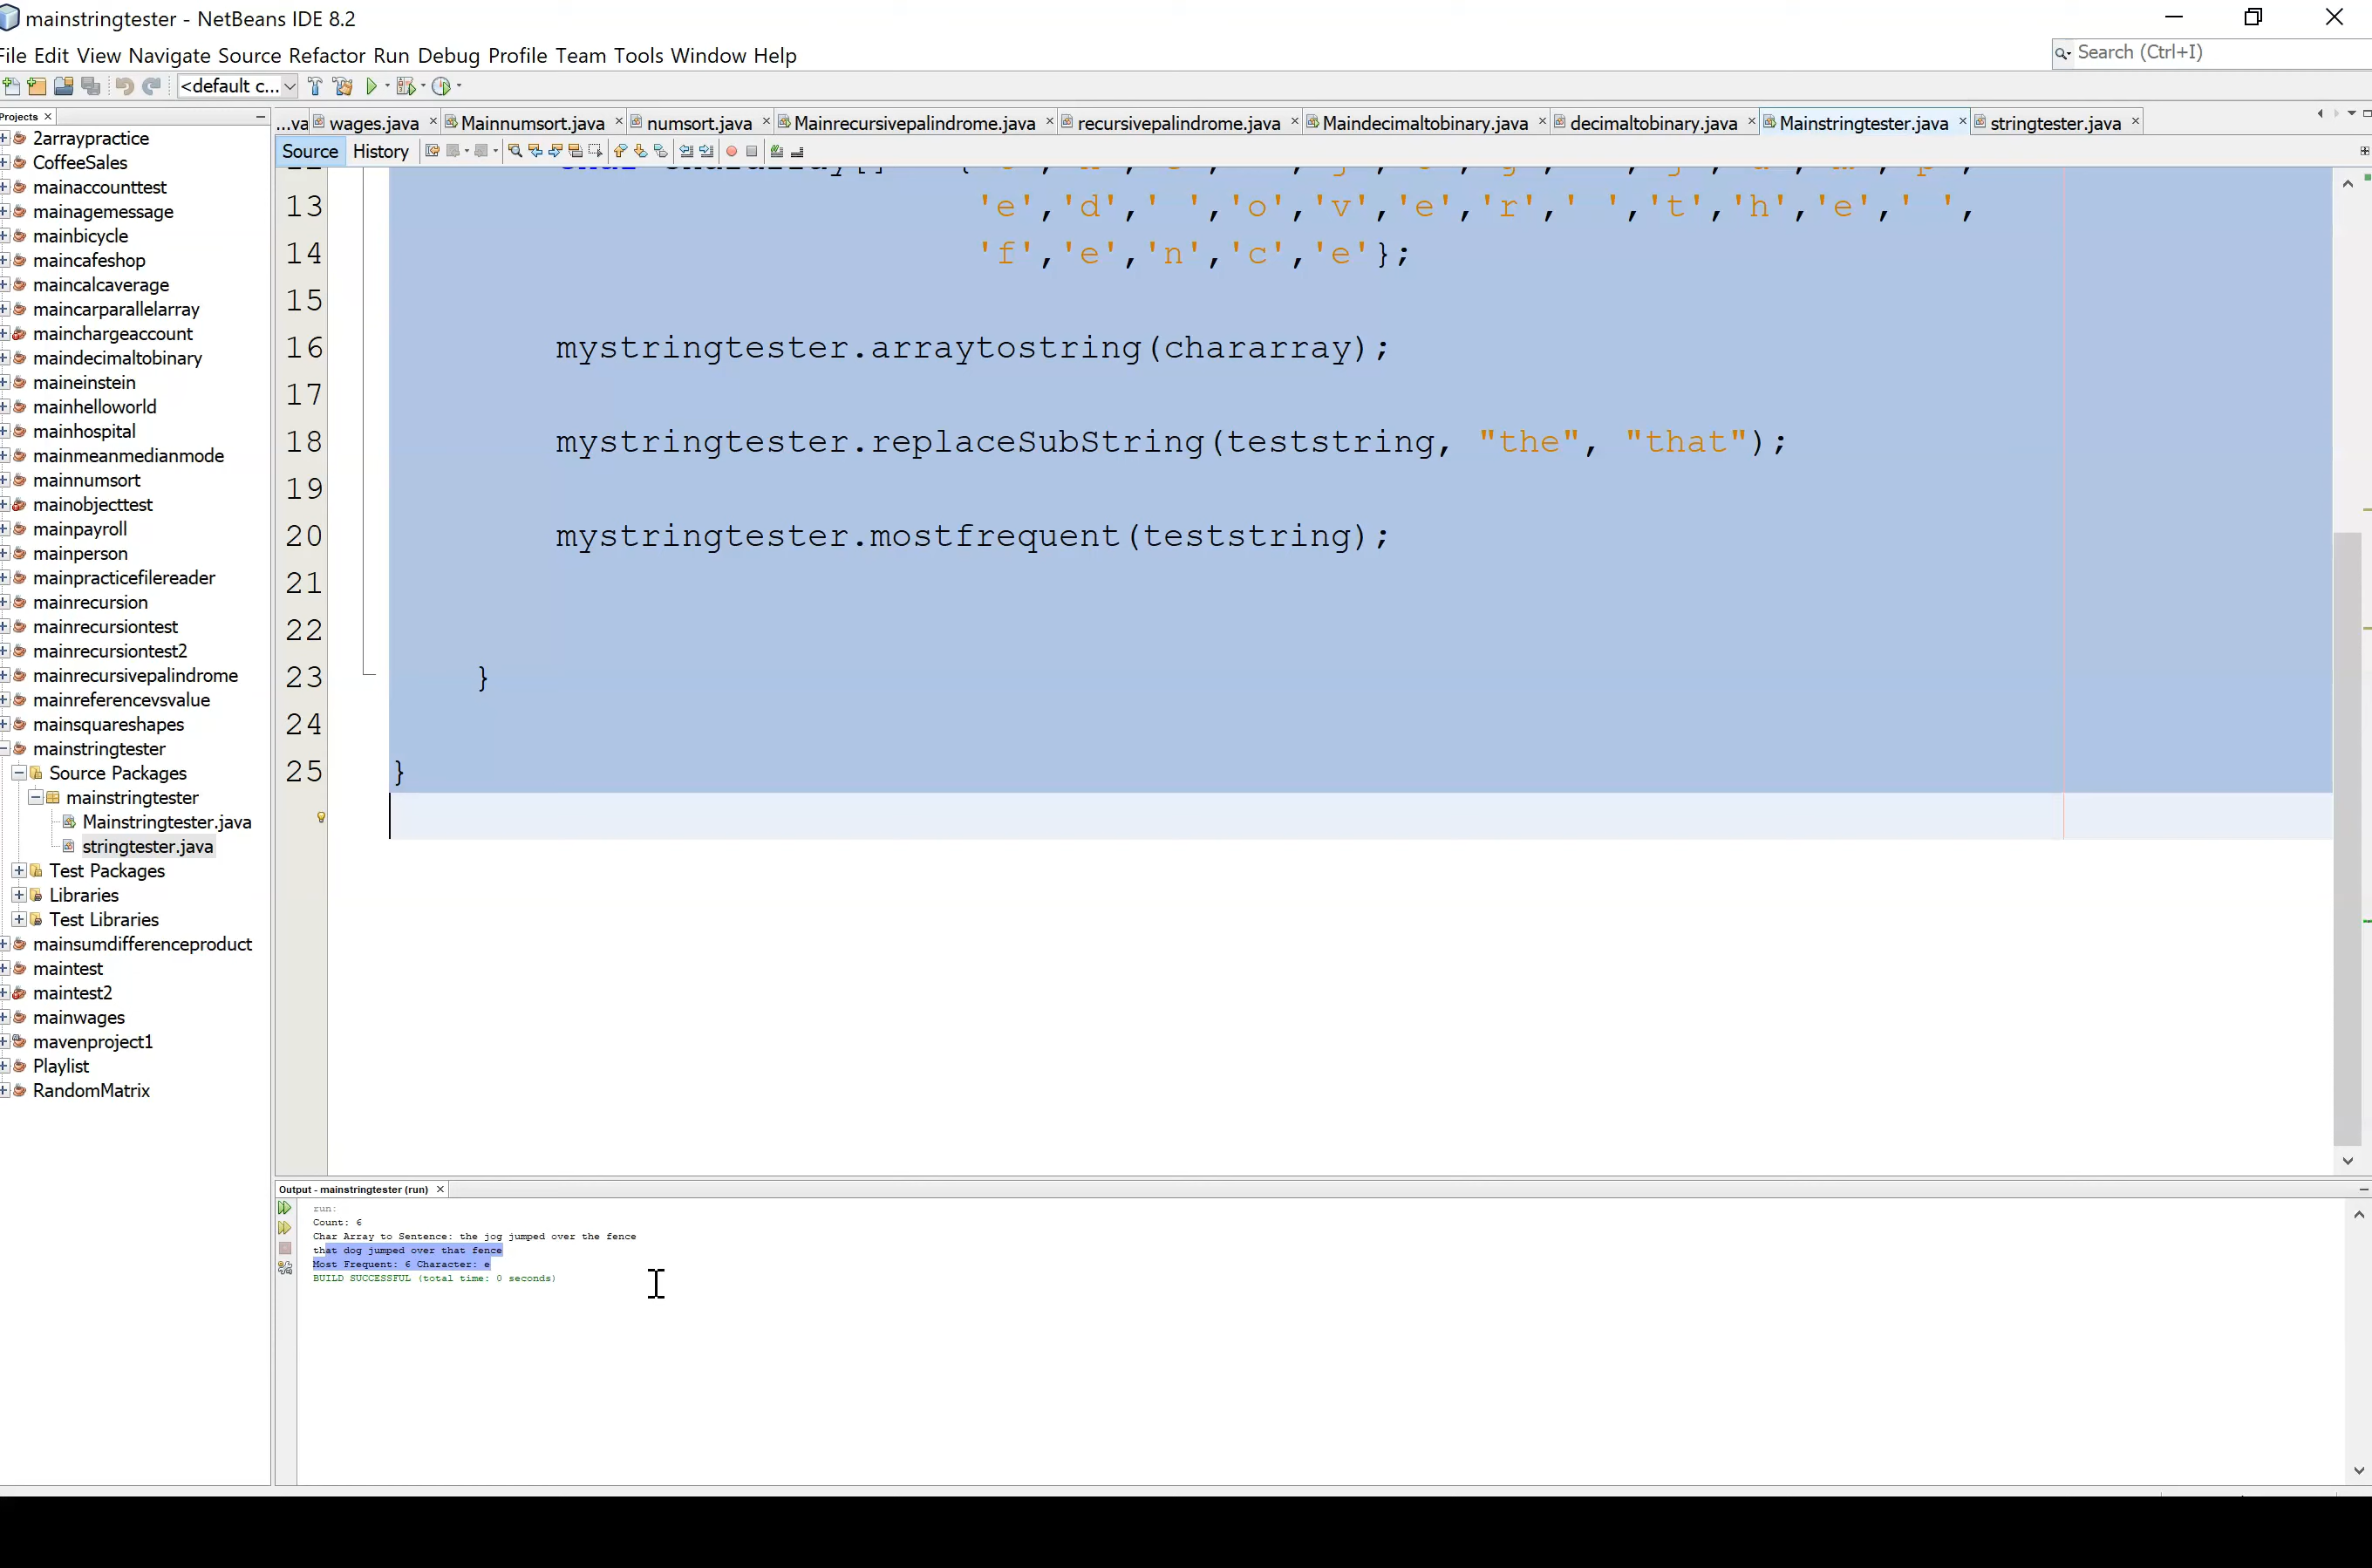 mainstringtester - NetBeans IDE 8.2
File Edit View Navigate Source Refactor Run Debug Profile Team Tools Window Help
Search (Ctrl+I)
<default c...
Projects
...va wages.java Mainnumsort.java numsort.java Mainrecursivepalindrome.java recursivepalindrome.java Maindecimaltobinary.java decimaltobinary.java Mainstringtester.java stringtester.java
Source History
2arraypractice
CoffeeSales
mainaccounttest
mainagemessage
mainbicycle
maincafeshop
maincalcaverage
maincarparallelarray
mainchargeaccount
maindecimaltobinary
maineinstein
mainhelloworld
mainhospital
mainmeanmedianmode
mainnumsort
mainobjecttest
mainpayroll
mainperson
mainpracticefilereader
mainrecursion
mainrecursiontest
mainrecursiontest2
mainrecursivepalindrome
mainreferencevsvalue
mainsquareshapes
mainstringtester
Source Packages
mainstringtester
Mainstringtester.java
stringtester.java
Test Packages
Libraries
Test Libraries
mainsumdifferenceproduct
maintest
maintest2
mainwages
mavenproject1
Playlist
RandomMatrix
13 'e','d',' ','o','v','e','r',' ','t','h','e',' ',
14 'f','e','n','c','e'};
15
16 mystringtester.arraytostring(chararray);
17
18 mystringtester.replaceSubString(teststring, "the", "that");
19
20 mystringtester.mostfrequent(teststring);
21
22
23 }
24
25 }
Output - mainstringtester (run)
run:
Count: 6
Char Array to Sentence: the jog jumped over the fence
that dog jumped over that fence
Most Frequent: 6 Character: e
BUILD SUCCESSFUL (total time: 0 seconds)